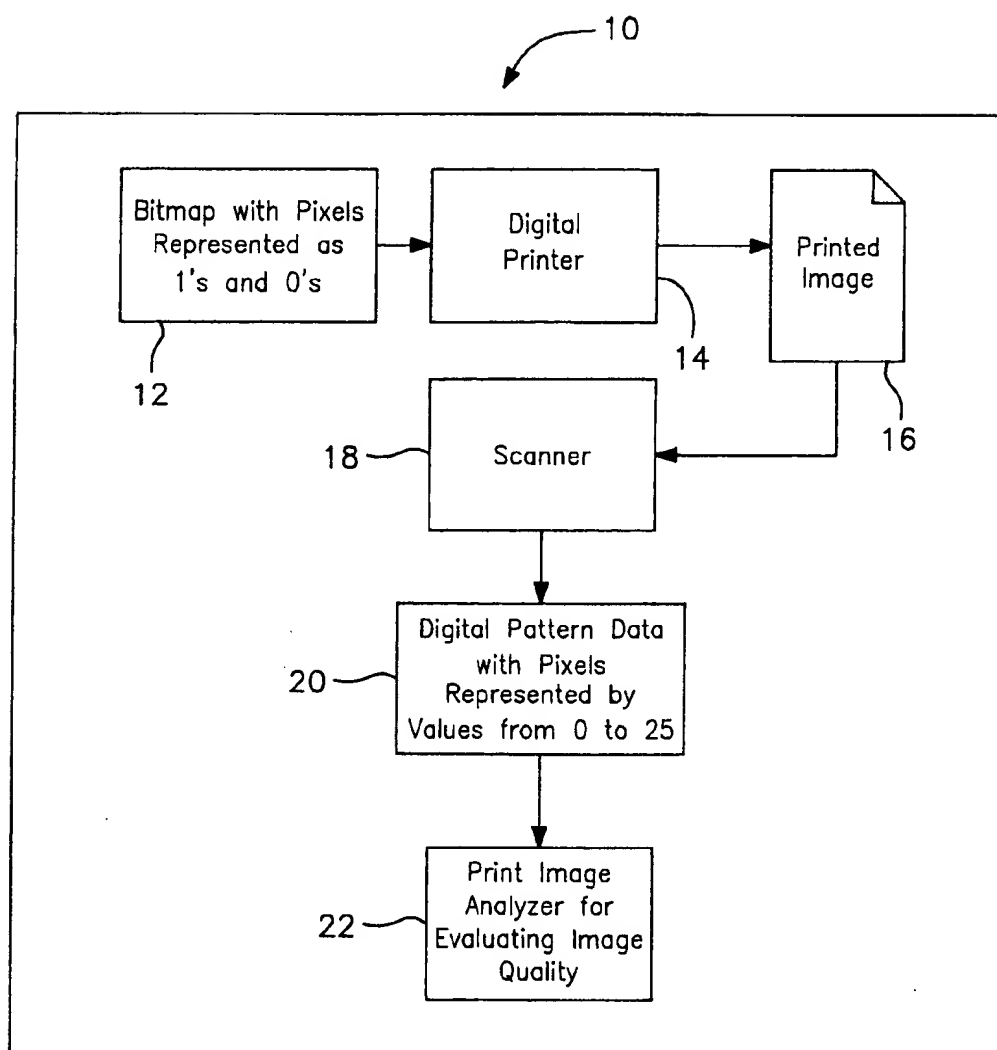 10
Bitmap with Pixels
Represented as
1's and 0's
12
Digital
Printer
14
Printed
Image
16
18
Scanner
20
Digital Pattern Data
with Pixels
Represented by
Values from 0 to 25
22
Print Image
Analyzer for
Evaluating Image
Quality